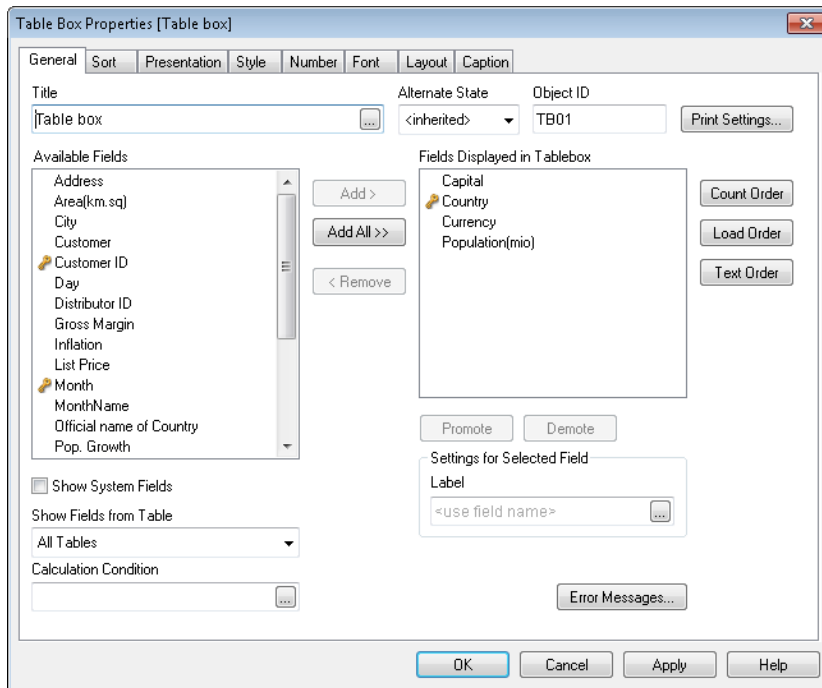 Table Box Properties [Table box]
General Sort Presentation Style Number Font Layout Caption
Title Alternate State Object ID
Table box ... <inherited> TB01 Print Settings...
Available Fields Fields Displayed in Tablebox
Address
Area(km.sq)
City
Customer
Customer ID
Day
Distributor ID
Gross Margin
Inflation
List Price
Month
MonthName
Official name of Country
Pop. Growth
Add >
Add All >>
< Remove
Capital
Country
Currency
Population(mio)
Count Order
Load Order
Text Order
Promote Demote
Settings for Selected Field
Label
<use field name> ...
Show System Fields
Show Fields from Table
All Tables
Calculation Condition
...
Error Messages...
OK Cancel Apply Help